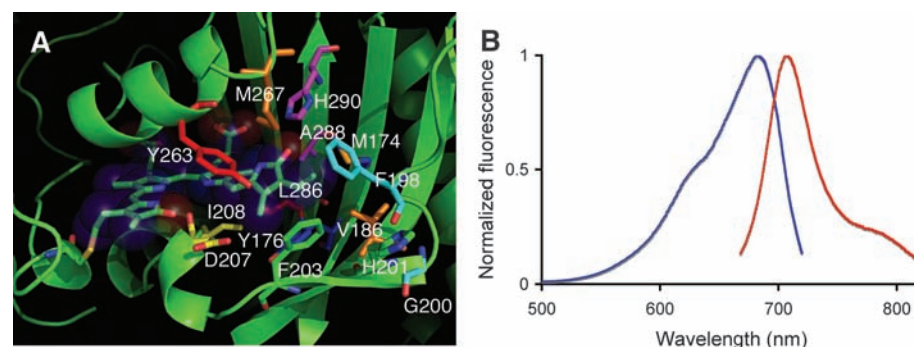 A
M267
H290
A288
M174
Y263
F198
L286
I208
Y176
V186
D207
F203
H201
G200
B
Normalized fluorescence
1
0.5
0
500
600
700
800
Wavelength (nm)